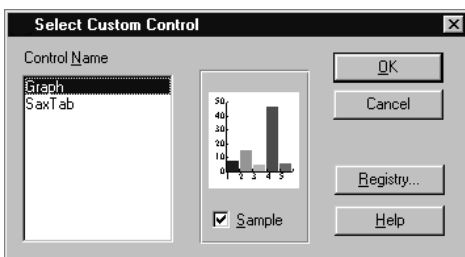 Select Custom Control
Control Name
Graph
SaxTab
50
40
30
20
10
0
1 2 3 4 5
Sample
OK
Cancel
Registry...
Help